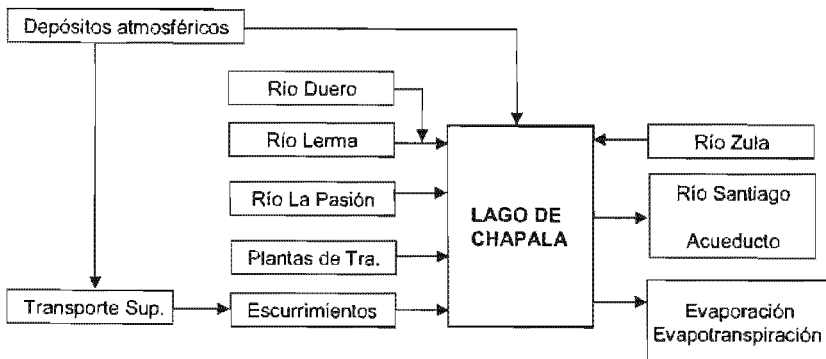 Depósitos atmosféricos
Río Duero
Río Lerma
Río Zula
Río La Pasión
LAGO DE
CHAPALA
Río Santiago
Acueducto
Plantas de Tra.
Transporte Sup.
Escurrimientos
Evaporación
Evapotranspiración